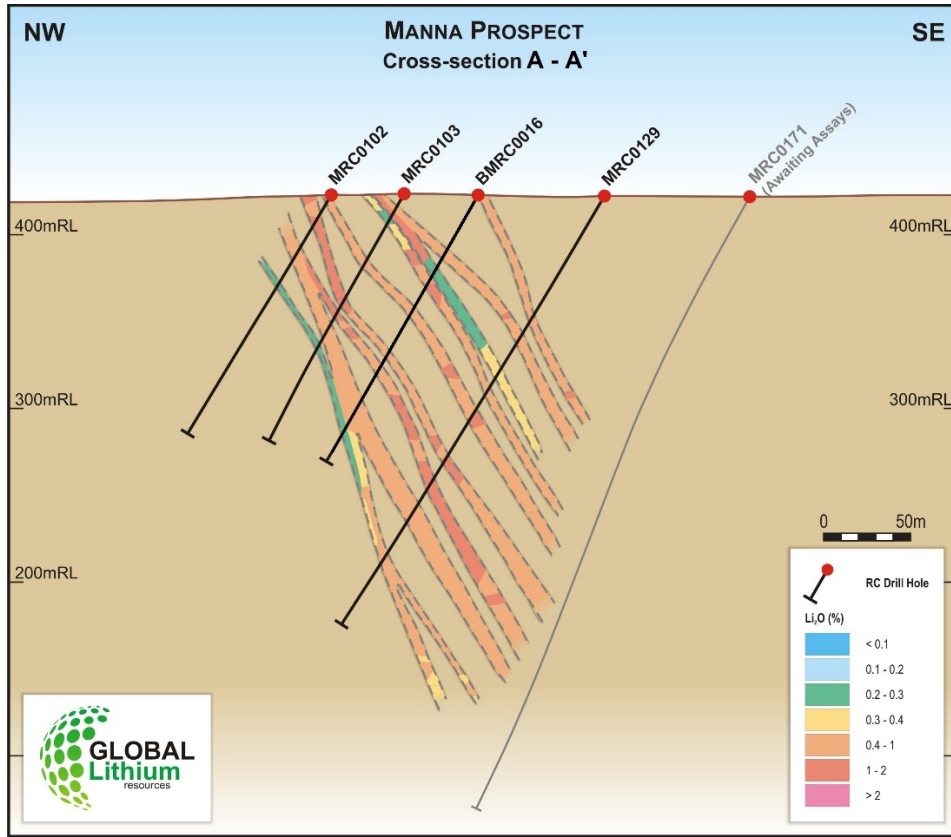 NW
MANNA PROSPECT
SE
Cross-section A - A'
MRC0102
MRC0103
BMRC0016
MRC0129
MRC0171
(Awaiting Assays)
400mRL
400mRL
300mRL
300mRL
200mRL
0 50m
RC Drill Hole
Li₂O (%)
< 0.1
0.1 - 0.2
0.2 - 0.3
0.3 - 0.4
0.4 - 1
1 - 2
> 2
GLOBAL
Lithium
resources